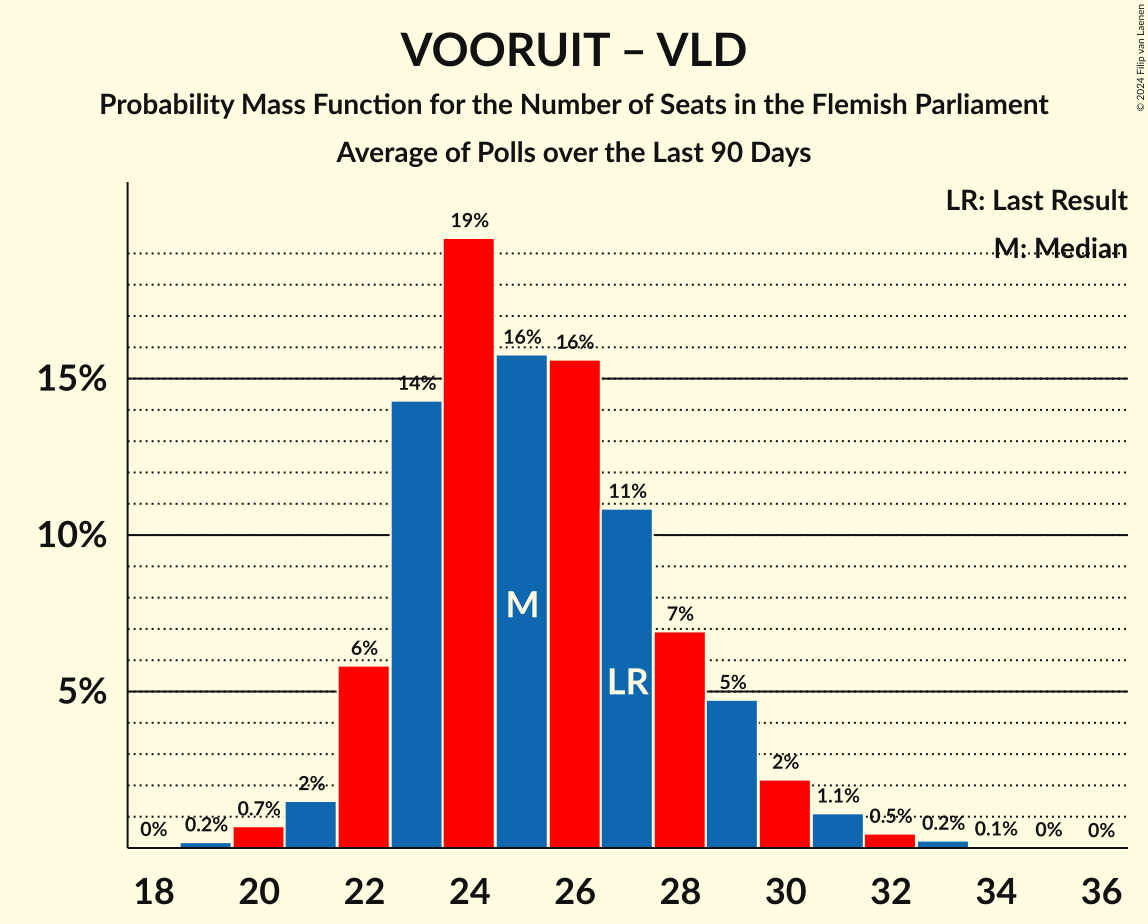 VOORUIT – VLD
Probability Mass Function for the Number of Seats in the Flemish Parliament
Average of Polls over the Last 90 Days
© 2024 Filip van Laenen
LR: Last Result
M: Median
15%
10%
5%
0%
0.2%
0.7%
2%
6%
14%
19%
16%
16%
11%
7%
5%
2%
1.1%
0.5%
0.2%
0.1%
0%
0%
M
LR
18 20 22 24 26 28 30 32 34 36